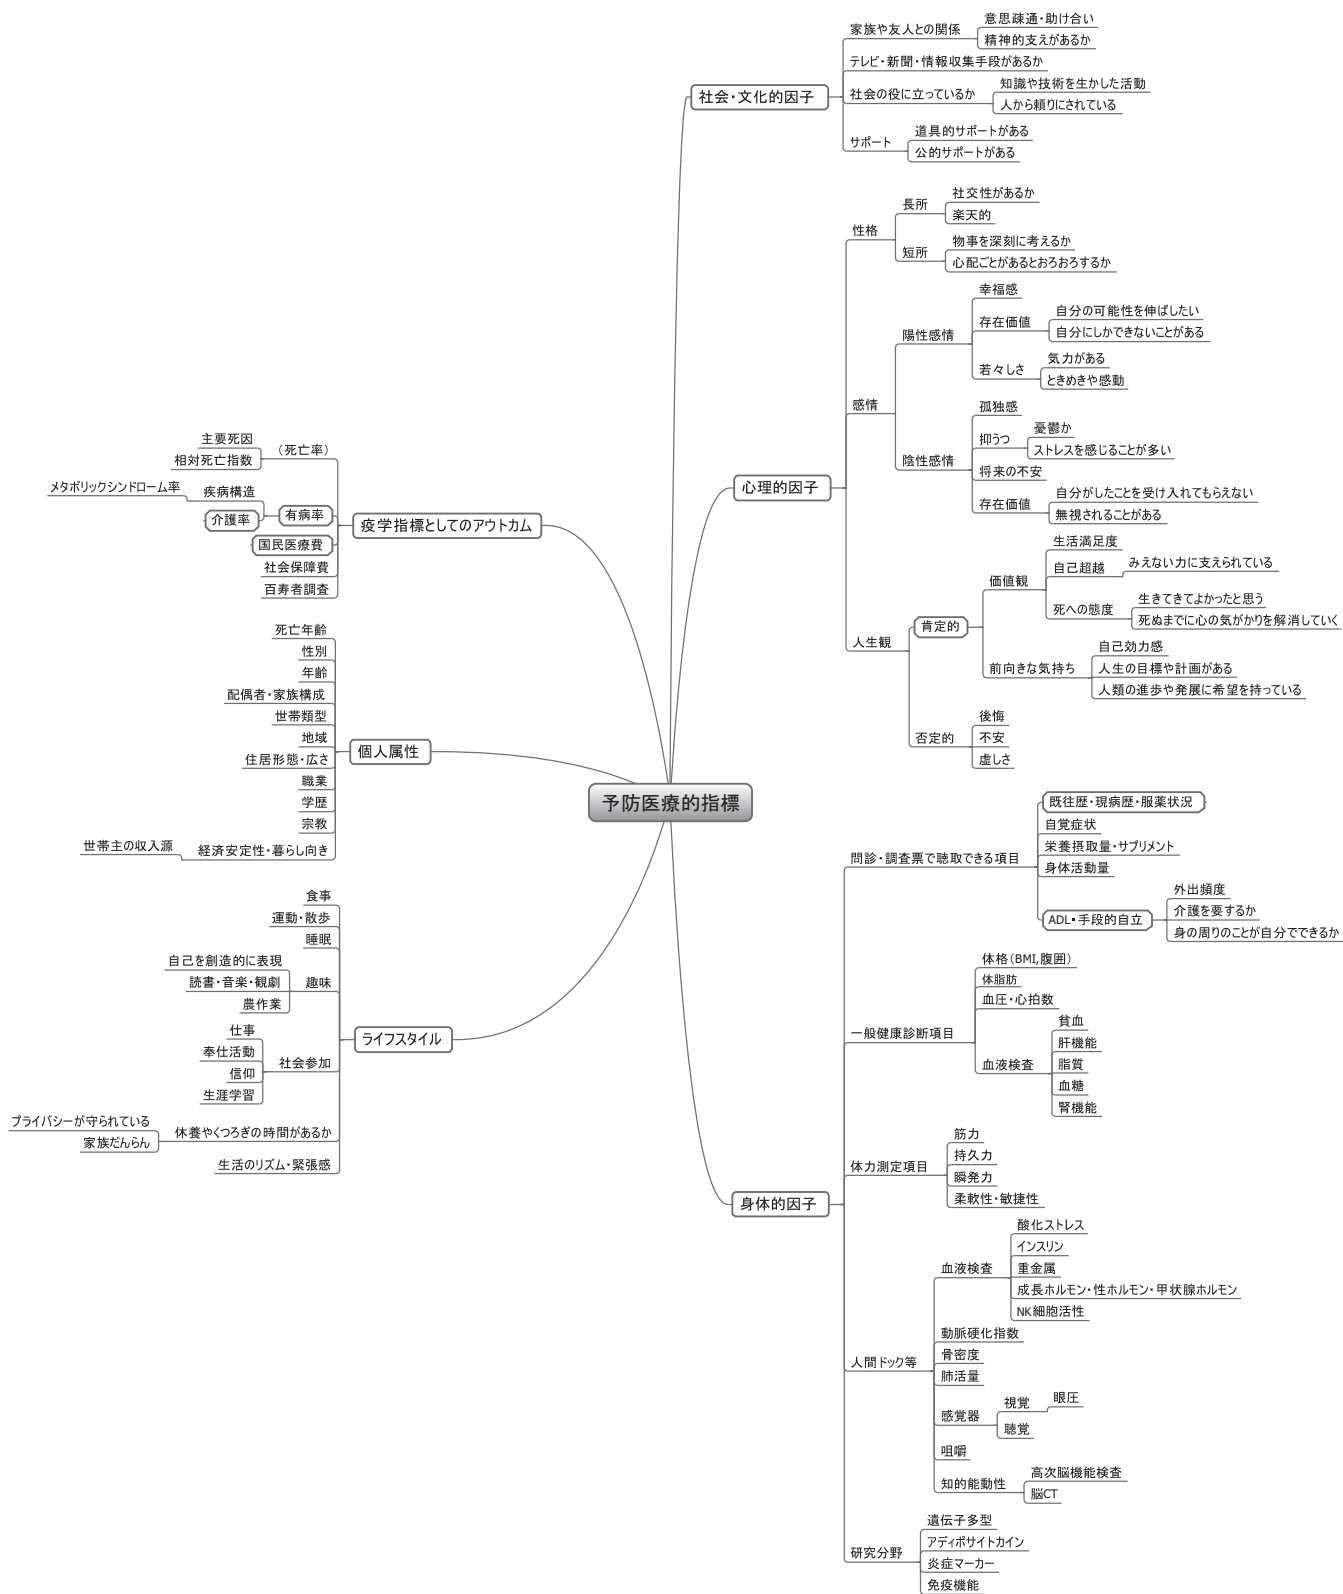 予防医療的指標
社会・文化的因子
家族や友人との関係
意思疎通・助け合い
精神的支えがあるか
テレビ・新聞・情報収集手段があるか
社会の役に立っているか
知識や技術を生かした活動
人から頼りにされている
サポート
道具的サポートがある
公的サポートがある
心理的因子
性格
長所
社交性があるか
楽天的
短所
物事を深刻に考えるか
心配ごとがあるとおろおろするか
感情
陽性感情
幸福感
存在価値
自分の可能性を伸ばしたい
自分にしかできないことがある
若々しさ
気力がある
ときめきや感動
陰性感情
孤独感
抑うつ
憂鬱か
ストレスを感じることが多い
将来の不安
存在価値
自分がしたことを受け入れてもらえない
無視されることがある
人生観
肯定的
価値観
生活満足度
自己超越
みえない力に支えられている
死への態度
生きてきてよかったと思う
死ぬまでに心の気がかりを解消していく
前向きな気持ち
自己効力感
人生の目標や計画がある
人類の進歩や発展に希望を持っている
否定的
後悔
不安
虚しさ
身体的因子
問診・調査票で聴取できる項目
既往歴・現病歴・服薬状況
自覚症状
栄養摂取量・サプリメント
身体活動量
ADL・手段的自立
外出頻度
介護を要するか
身の周りのことが自分でできるか
一般健康診断項目
体格(BMI,腹囲)
体脂肪
血圧・心拍数
血液検査
貧血
肝機能
脂質
血糖
腎機能
体力測定項目
筋力
持久力
瞬発力
柔軟性・敏捷性
人間ドック等
血液検査
酸化ストレス
インスリン
重金属
成長ホルモン・性ホルモン・甲状腺ホルモン
NK細胞活性
動脈硬化指数
骨密度
肺活量
感覚器
視覚
眼圧
聴覚
咀嚼
知的能動性
高次脳機能検査
脳CT
研究分野
遺伝子多型
アディポサイトカイン
炎症マーカー
免疫機能
疫学指標としてのアウトカム
(死亡率)
主要死因
相対死亡指数
有病率
疾病構造
メタボリックシンドローム率
介護率
国民医療費
社会保障費
百寿者調査
個人属性
死亡年齢
性別
年齢
配偶者・家族構成
世帯類型
地域
住居形態・広さ
職業
学歴
宗教
経済安定性・暮らし向き
世帯主の収入源
ライフスタイル
食事
運動・散歩
睡眠
趣味
自己を創造的に表現
読書・音楽・観劇
農作業
社会参加
仕事
奉仕活動
信仰
生涯学習
休養やくつろぎの時間があるか
プライバシーが守られている
家族だんらん
生活のリズム・緊張感